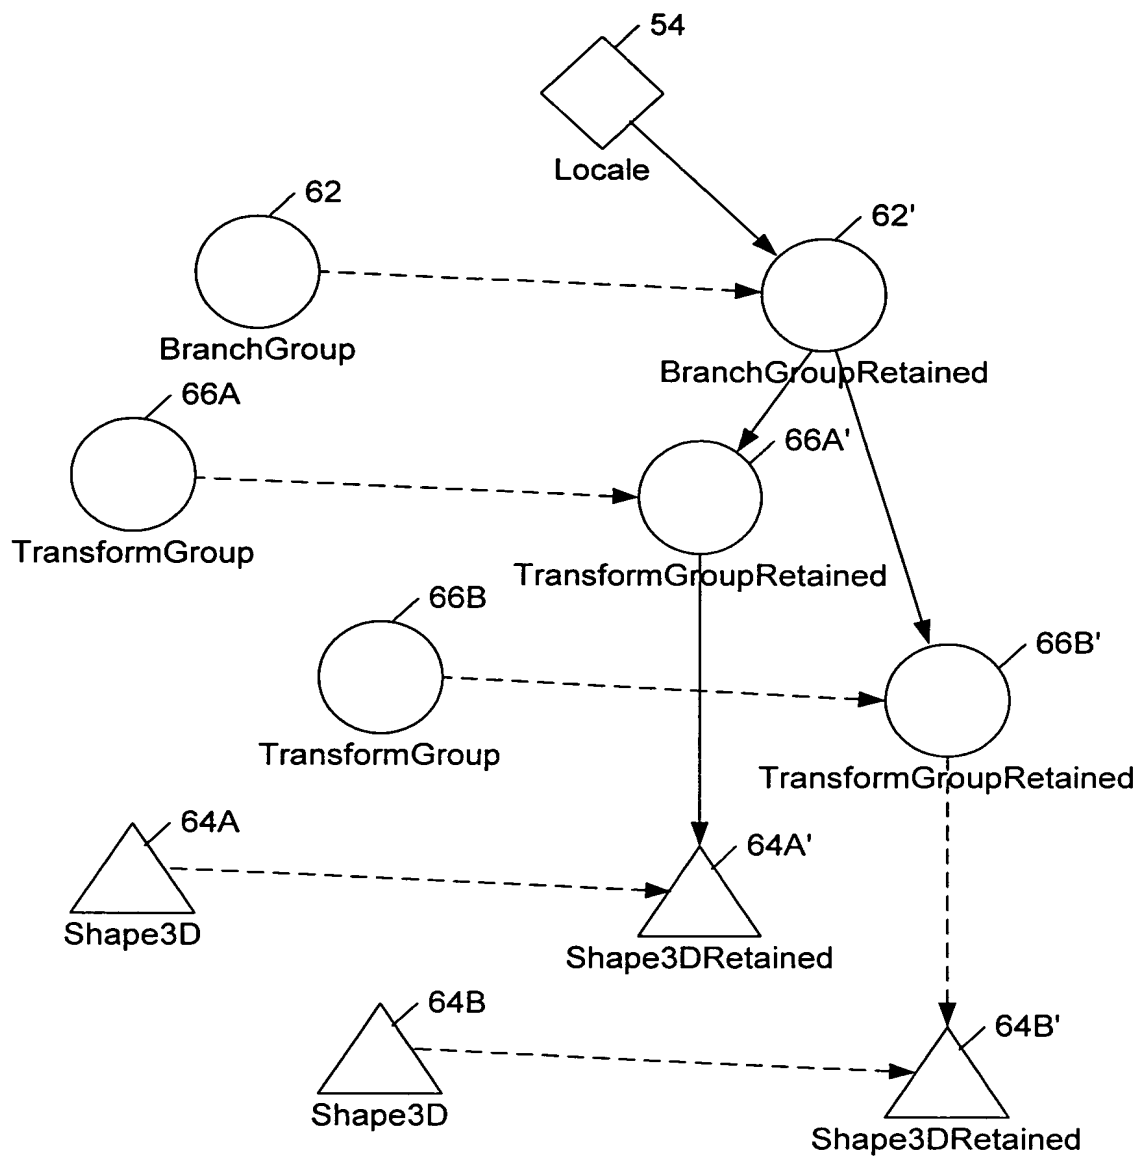 54
Locale
62
62'
BranchGroup
BranchGroupRetained
66A
66A'
TransformGroup
TransformGroupRetained
66B
66B'
TransformGroup
TransformGroupRetained
64A
64A'
Shape3D
Shape3DRetained
64B
64B'
Shape3D
Shape3DRetained